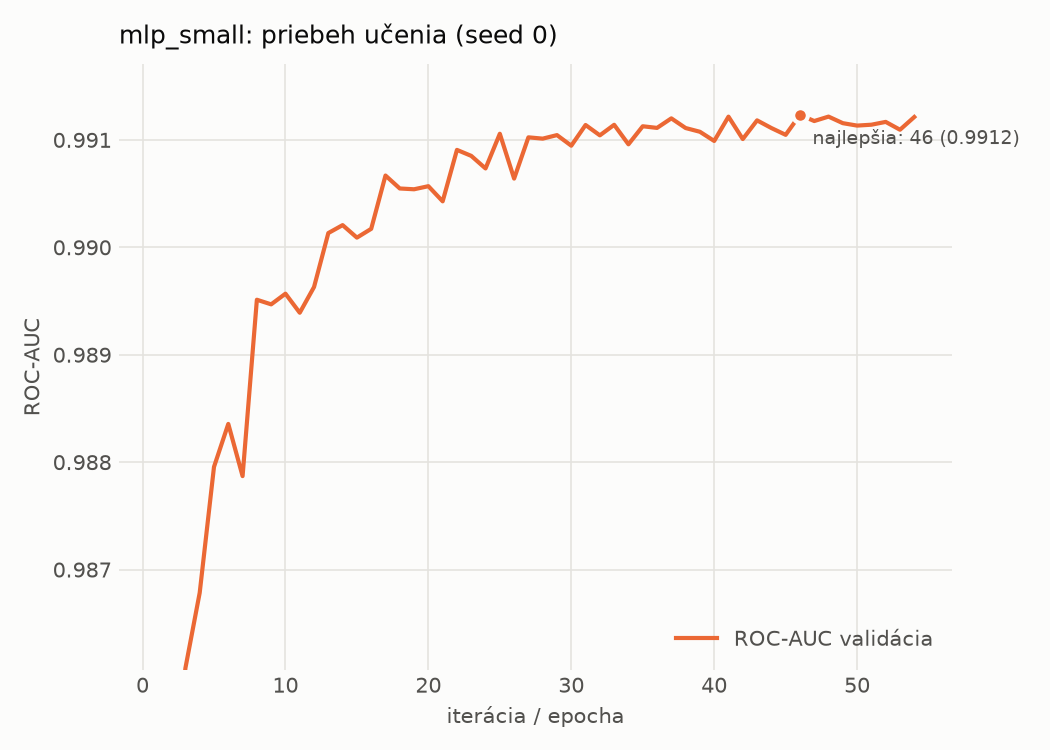 mlp_small: priebeh učenia (seed 0)
0.991
0.990
0.989
0.988
0.987
ROC-AUC
najlepšia: 46 (0.9912)
ROC-AUC validácia
0 10 20 30 40 50
iterácia / epocha